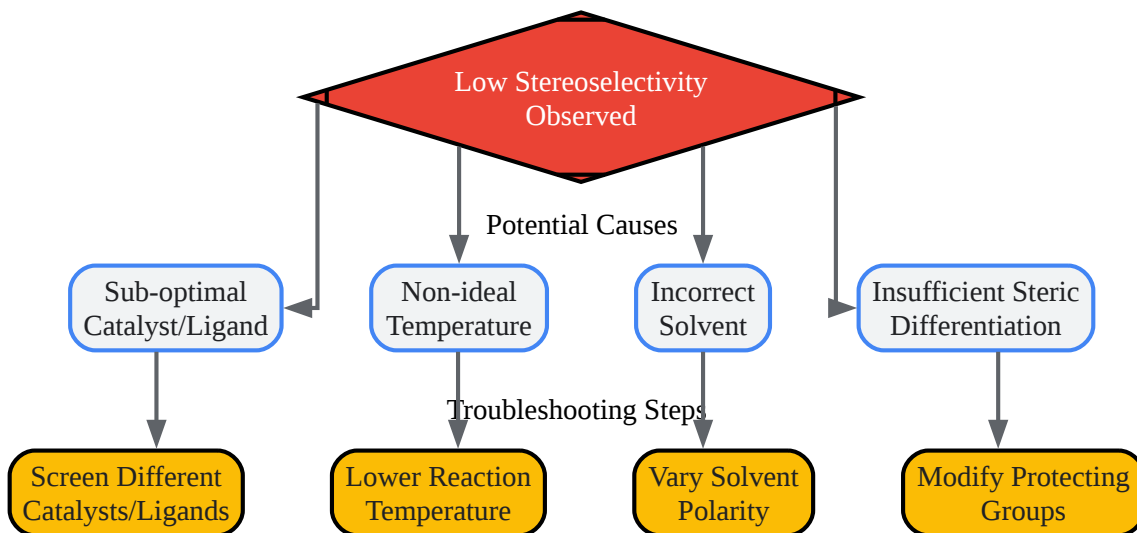 Low Stereoselectivity
Observed
Potential Causes
Sub-optimal
Catalyst/Ligand
Non-ideal
Temperature
Incorrect
Solvent
Insufficient Steric
Differentiation
Troubleshooting Steps
Screen Different
Catalysts/Ligands
Lower Reaction
Temperature
Vary Solvent
Polarity
Modify Protecting
Groups